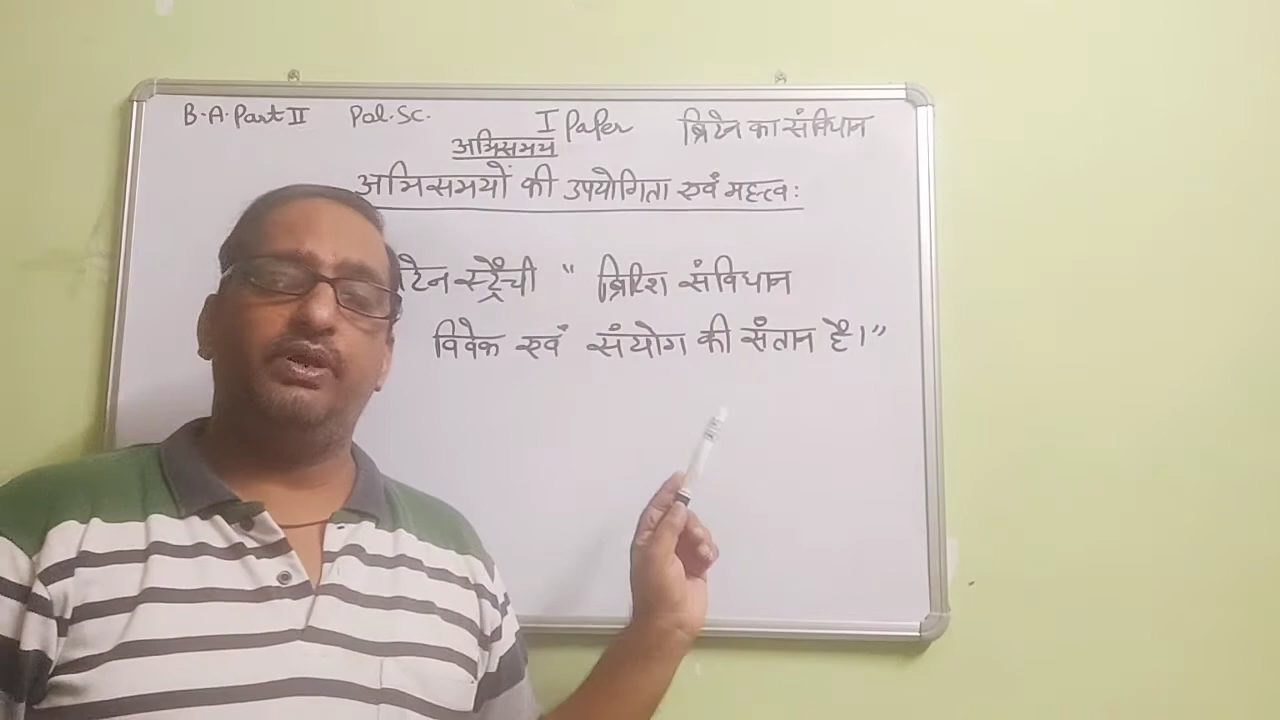 B.A. Part II Pol. Sc. I Paper ब्रिटेन का संविधान
अभिसमय
अभिसमयों की उपयोगिता एवं महत्त्व:
स्ट्रैची " ब्रिटिश संविधान
विवेक एवं संयोग की संतान है।"